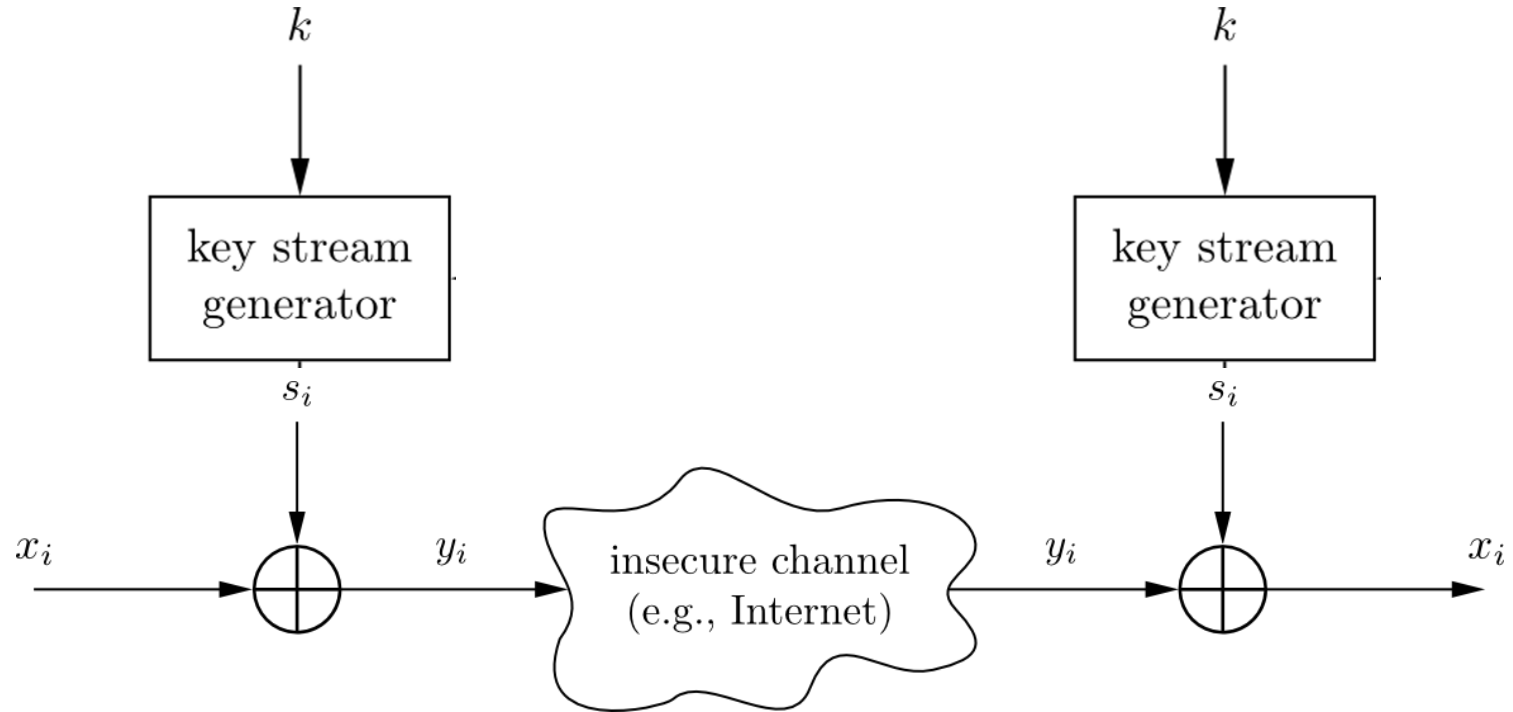 k
k
key stream
generator
key stream
generator
s_i
s_i
x_i
y_i
insecure channel
(e.g., Internet)
y_i
x_i